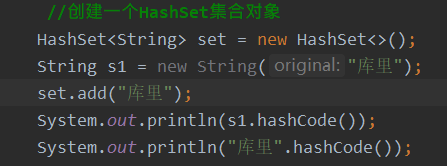 //创建一个HashSet集合对象
HashSet<String> set = new HashSet<>();
String s1 = new String( original: "库里");
set.add("库里");
System.out.println(s1.hashCode());
System.out.println("库里".hashCode());